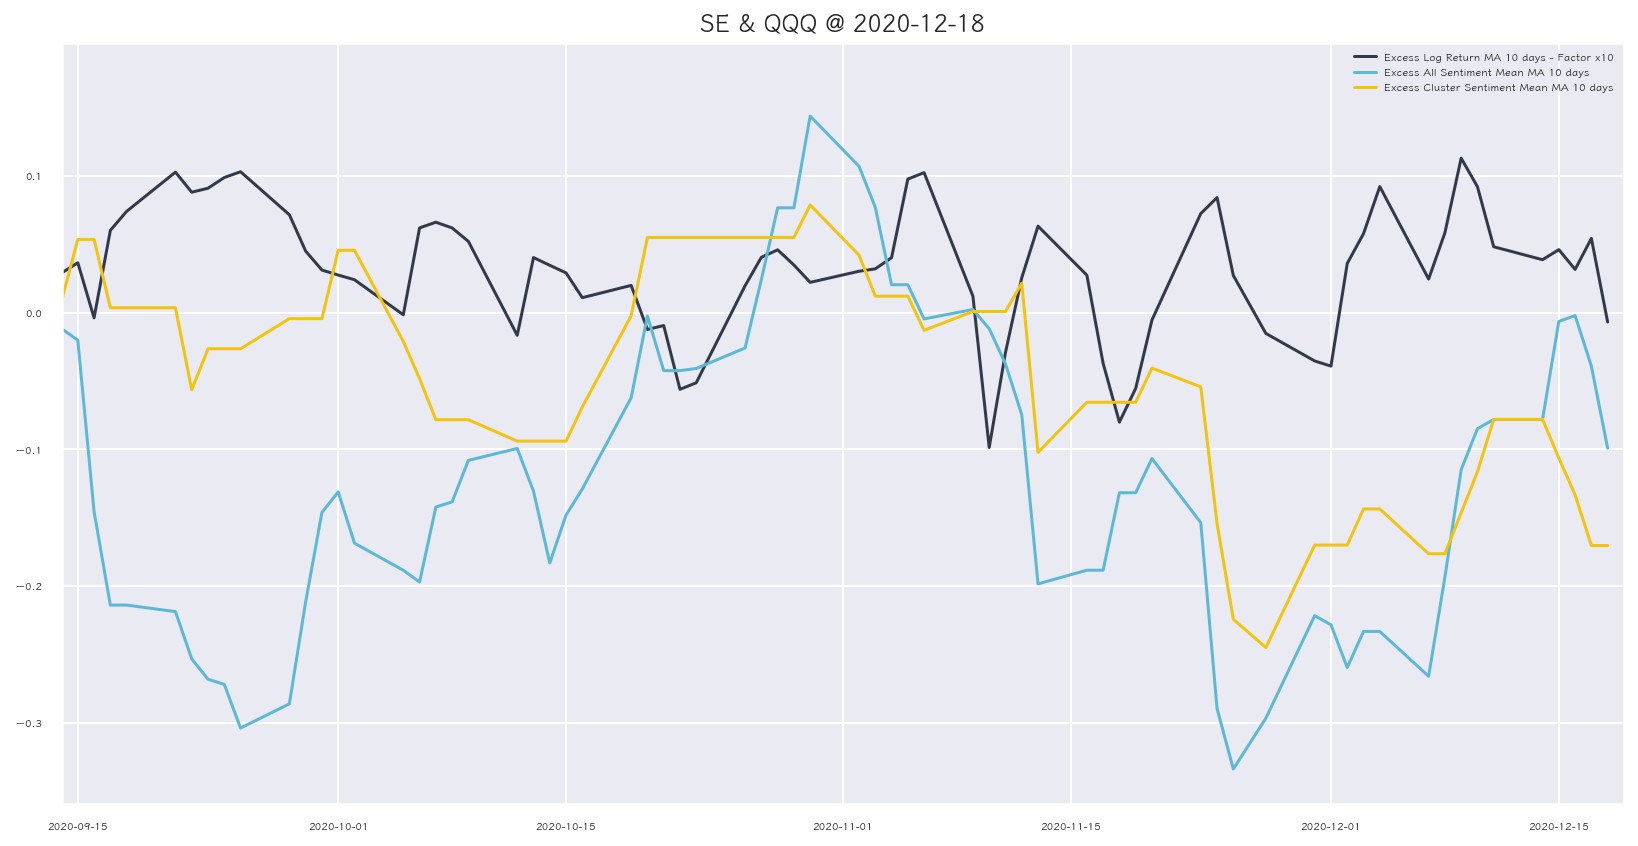 SE & QQQ @ 2020-12-18
Excess Log Return MA 10 days - Factor x10
Excess All Sentiment Mean MA 10 days
Excess Cluster Sentiment Mean MA 10 days
0.1
0.0
−0.1
−0.2
−0.3
2020-09-15 2020-10-01 2020-10-15 2020-11-01 2020-11-15 2020-12-01 2020-12-15